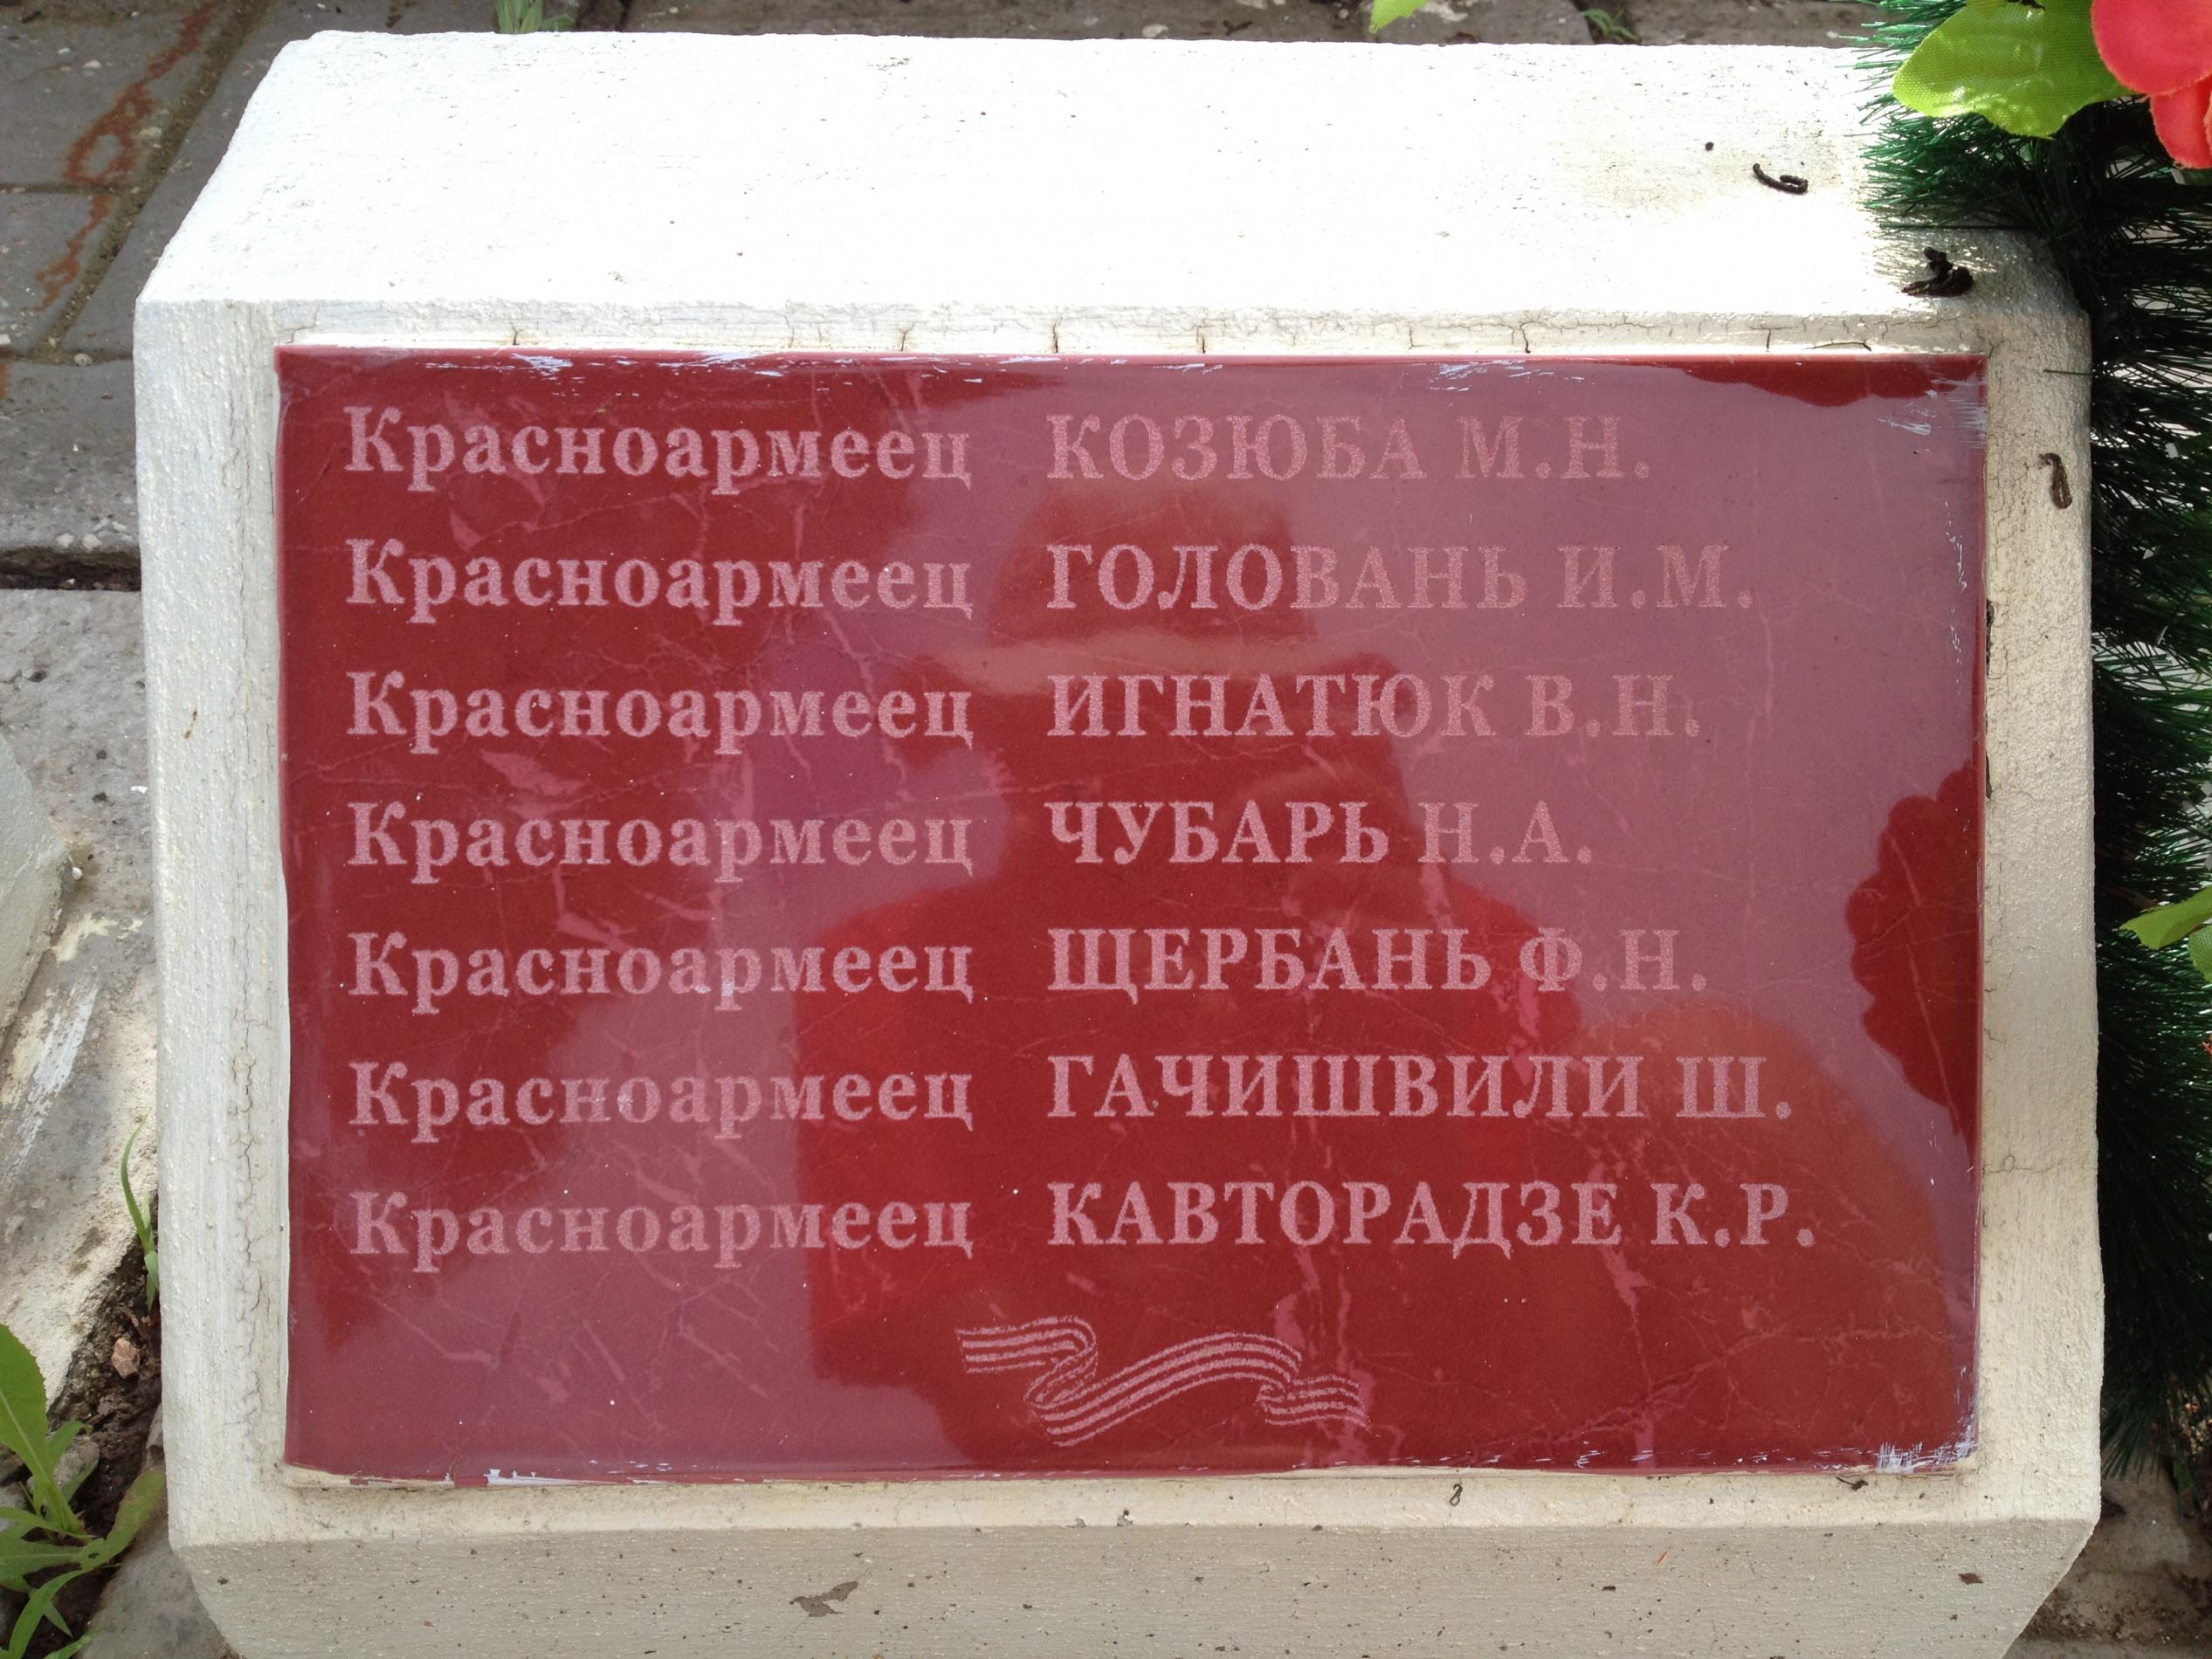 Красноармеец КОЗЮБА М.Н.
Красноармеец ГОЛОВАНЬ И.М.
Красноармеец ИГНАТЮК В.Н.
Красноармеец ЧУБАРЬ Н.А.
Красноармеец ЩЕРБАНЬ Ф.Н.
Красноармеец ГАЧИШВИЛИ Ш.
Красноармеец КАВТОРАДЗЕ К.Р.